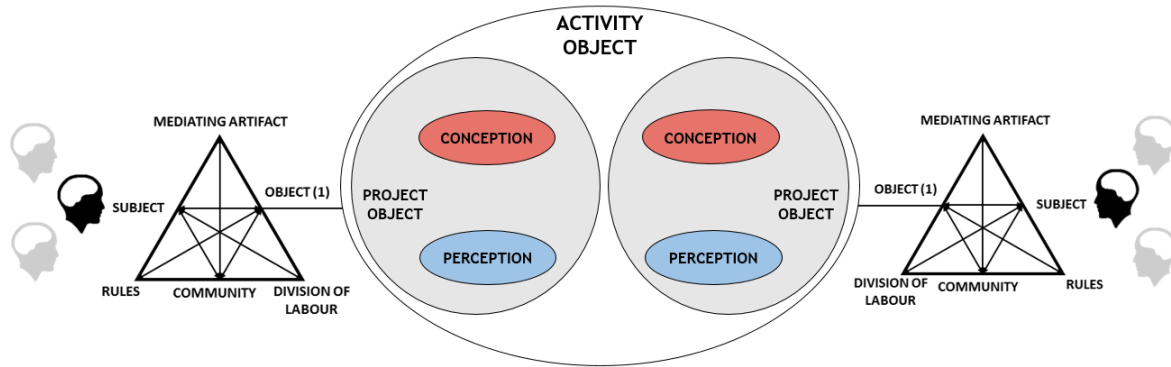 ACTIVITY
OBJECT
MEDIATING ARTIFACT
SUBJECT
OBJECT (1)
RULES
COMMUNITY
DIVISION OF
LABOUR
CONCEPTION
PROJECT
OBJECT
PERCEPTION
CONCEPTION
PROJECT
OBJECT
PERCEPTION
MEDIATING ARTIFACT
OBJECT (1)
SUBJECT
DIVISION OF
LABOUR
COMMUNITY
RULES